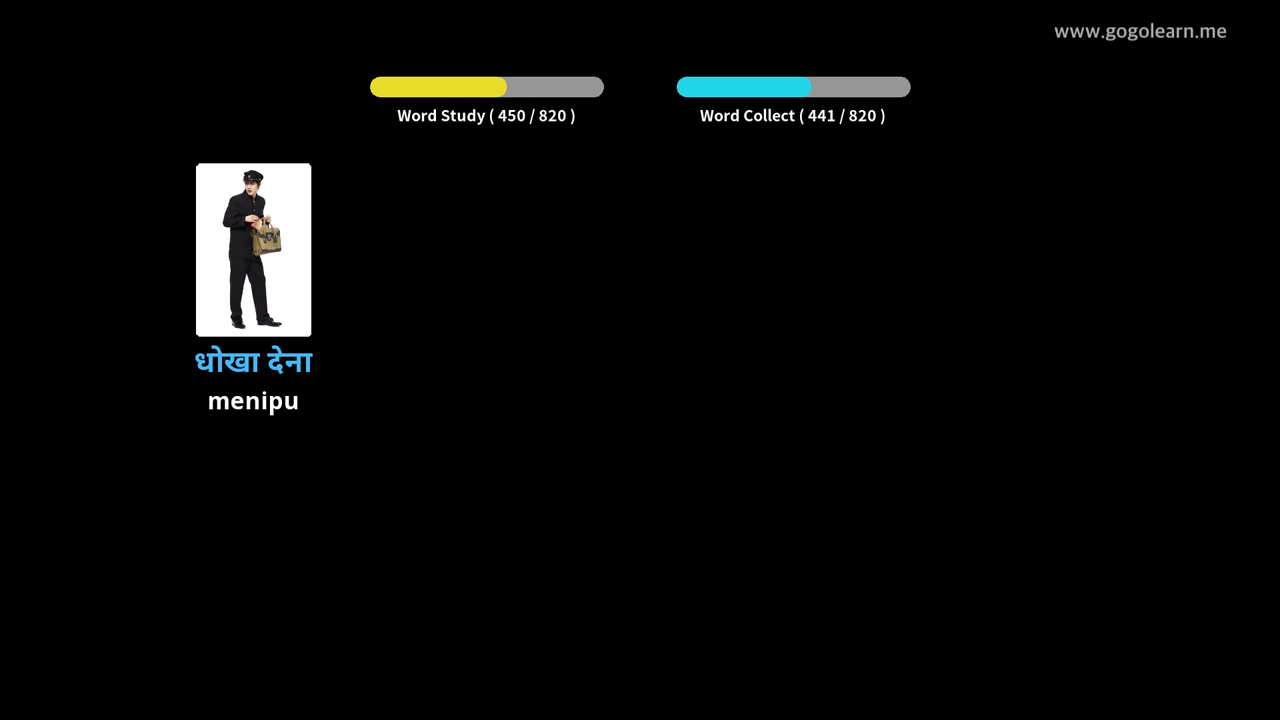 www.gogolearn.me
Word Study ( 450 / 820 )
Word Collect ( 441 / 820 )
धोखा देना
menipu